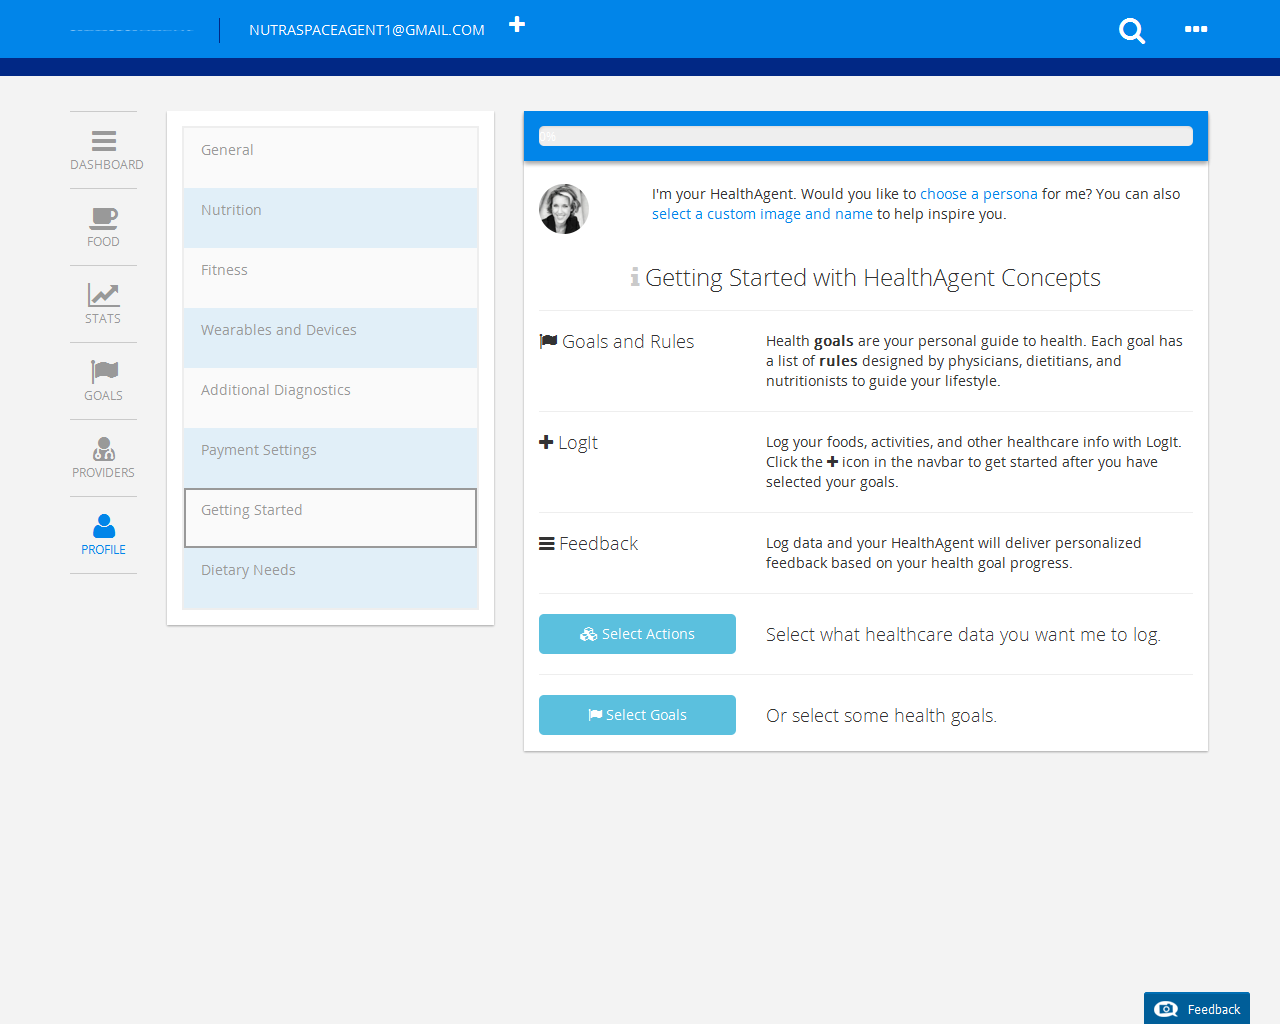 NUTRASPACEAGENT1@GMAIL.COM
DASHBOARD
FOOD
STATS
GOALS
PROVIDERS
PROFILE
General
Nutrition
Fitness
Wearables and Devices
Additional Diagnostics
Payment Settings
Getting Started
Dietary Needs
0%
I'm your HealthAgent. Would you like to choose a persona for me? You can also
select a custom image and name to help inspire you.
Getting Started with HealthAgent Concepts
Goals and Rules
Health goals are your personal guide to health. Each goal has
a list of rules designed by physicians, dietitians, and
nutritionists to guide your lifestyle.
LogIt
Log your foods, activities, and other healthcare info with LogIt.
Click the icon in the navbar to get started after you have
selected your goals.
Feedback
Log data and your HealthAgent will deliver personalized
feedback based on your health goal progress.
Select Actions
Select what healthcare data you want me to log.
Select Goals
Or select some health goals.
Feedback